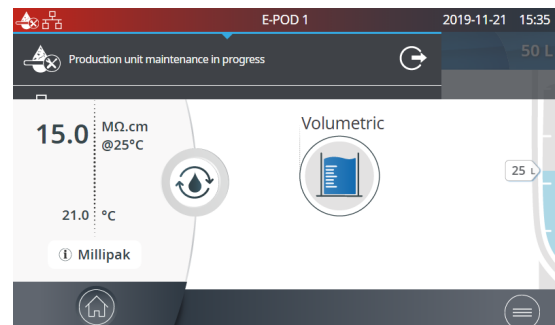 E-POD 1
2019-11-21 15:35
Production unit maintenance in progress
50 L
15.0 MΩ.cm
@25°C
Volumetric
25 L
21.0 °C
i Millipak